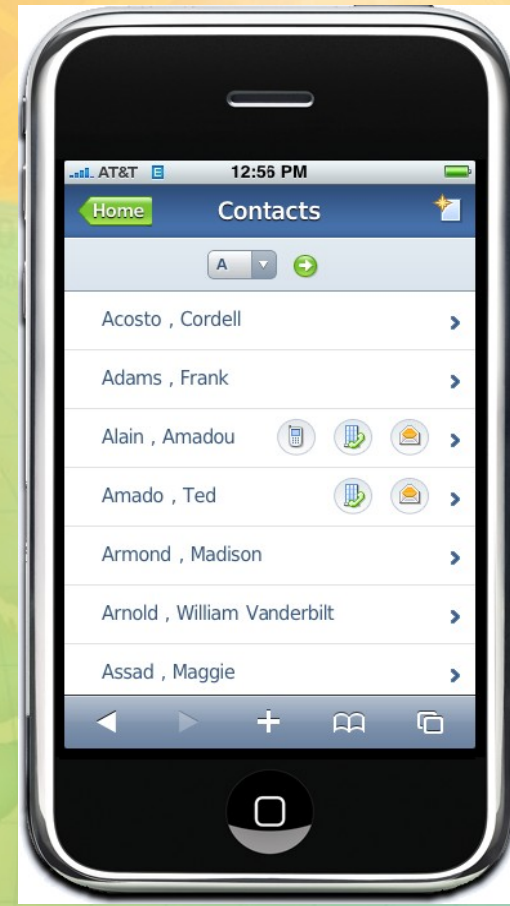 AT&T E 12:56 PM
Home Contacts
A
Acosto , Cordell
Adams , Frank
Alain , Amadou
Amado , Ted
Armond , Madison
Arnold , William Vanderbilt
Assad , Maggie